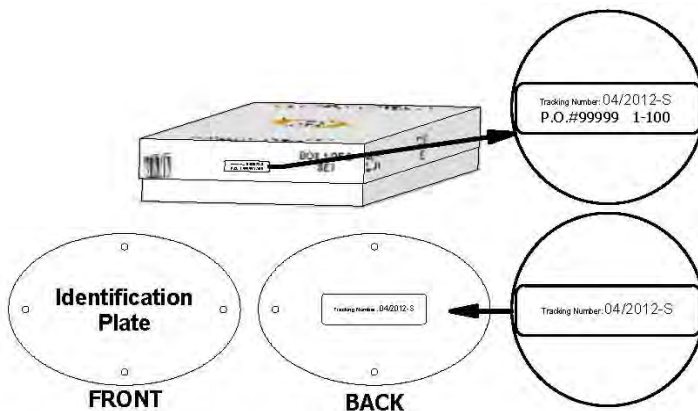 Tracking Number: 04/2012-S
P.O.#99999 1-100
Identification
Plate
Tracking Number: 04/2012-S
Tracking Number: 04/2012-S
FRONT
BACK